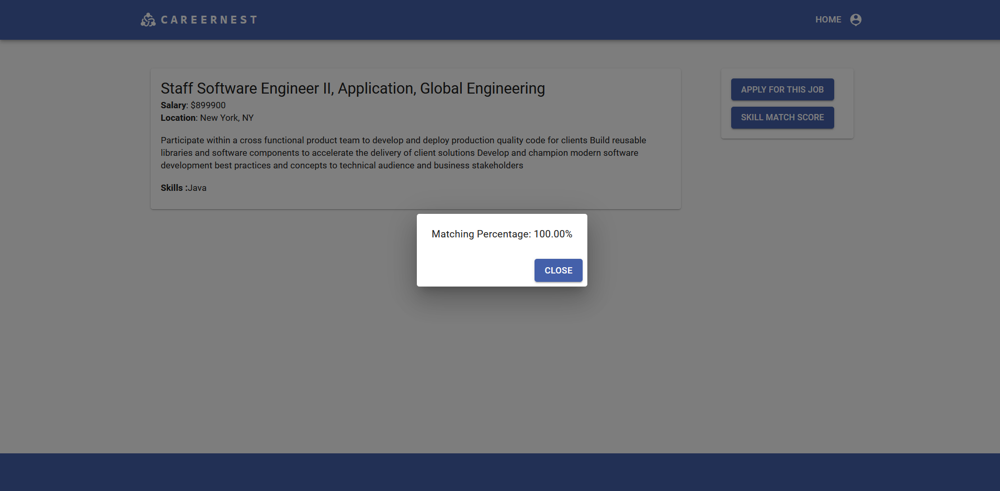 CAREERNEST
HOME
Staff Software Engineer II, Application, Global Engineering
Salary: $899900
Location: New York, NY
Participate within a cross functional product team to develop and deploy production quality code for clients Build reusable
libraries and software components to accelerate the delivery of client solutions Develop and champion modern software
development best practices and concepts to technical audience and business stakeholders
Skills :Java
APPLY FOR THIS JOB
SKILL MATCH SCORE
Matching Percentage: 100.00%
CLOSE